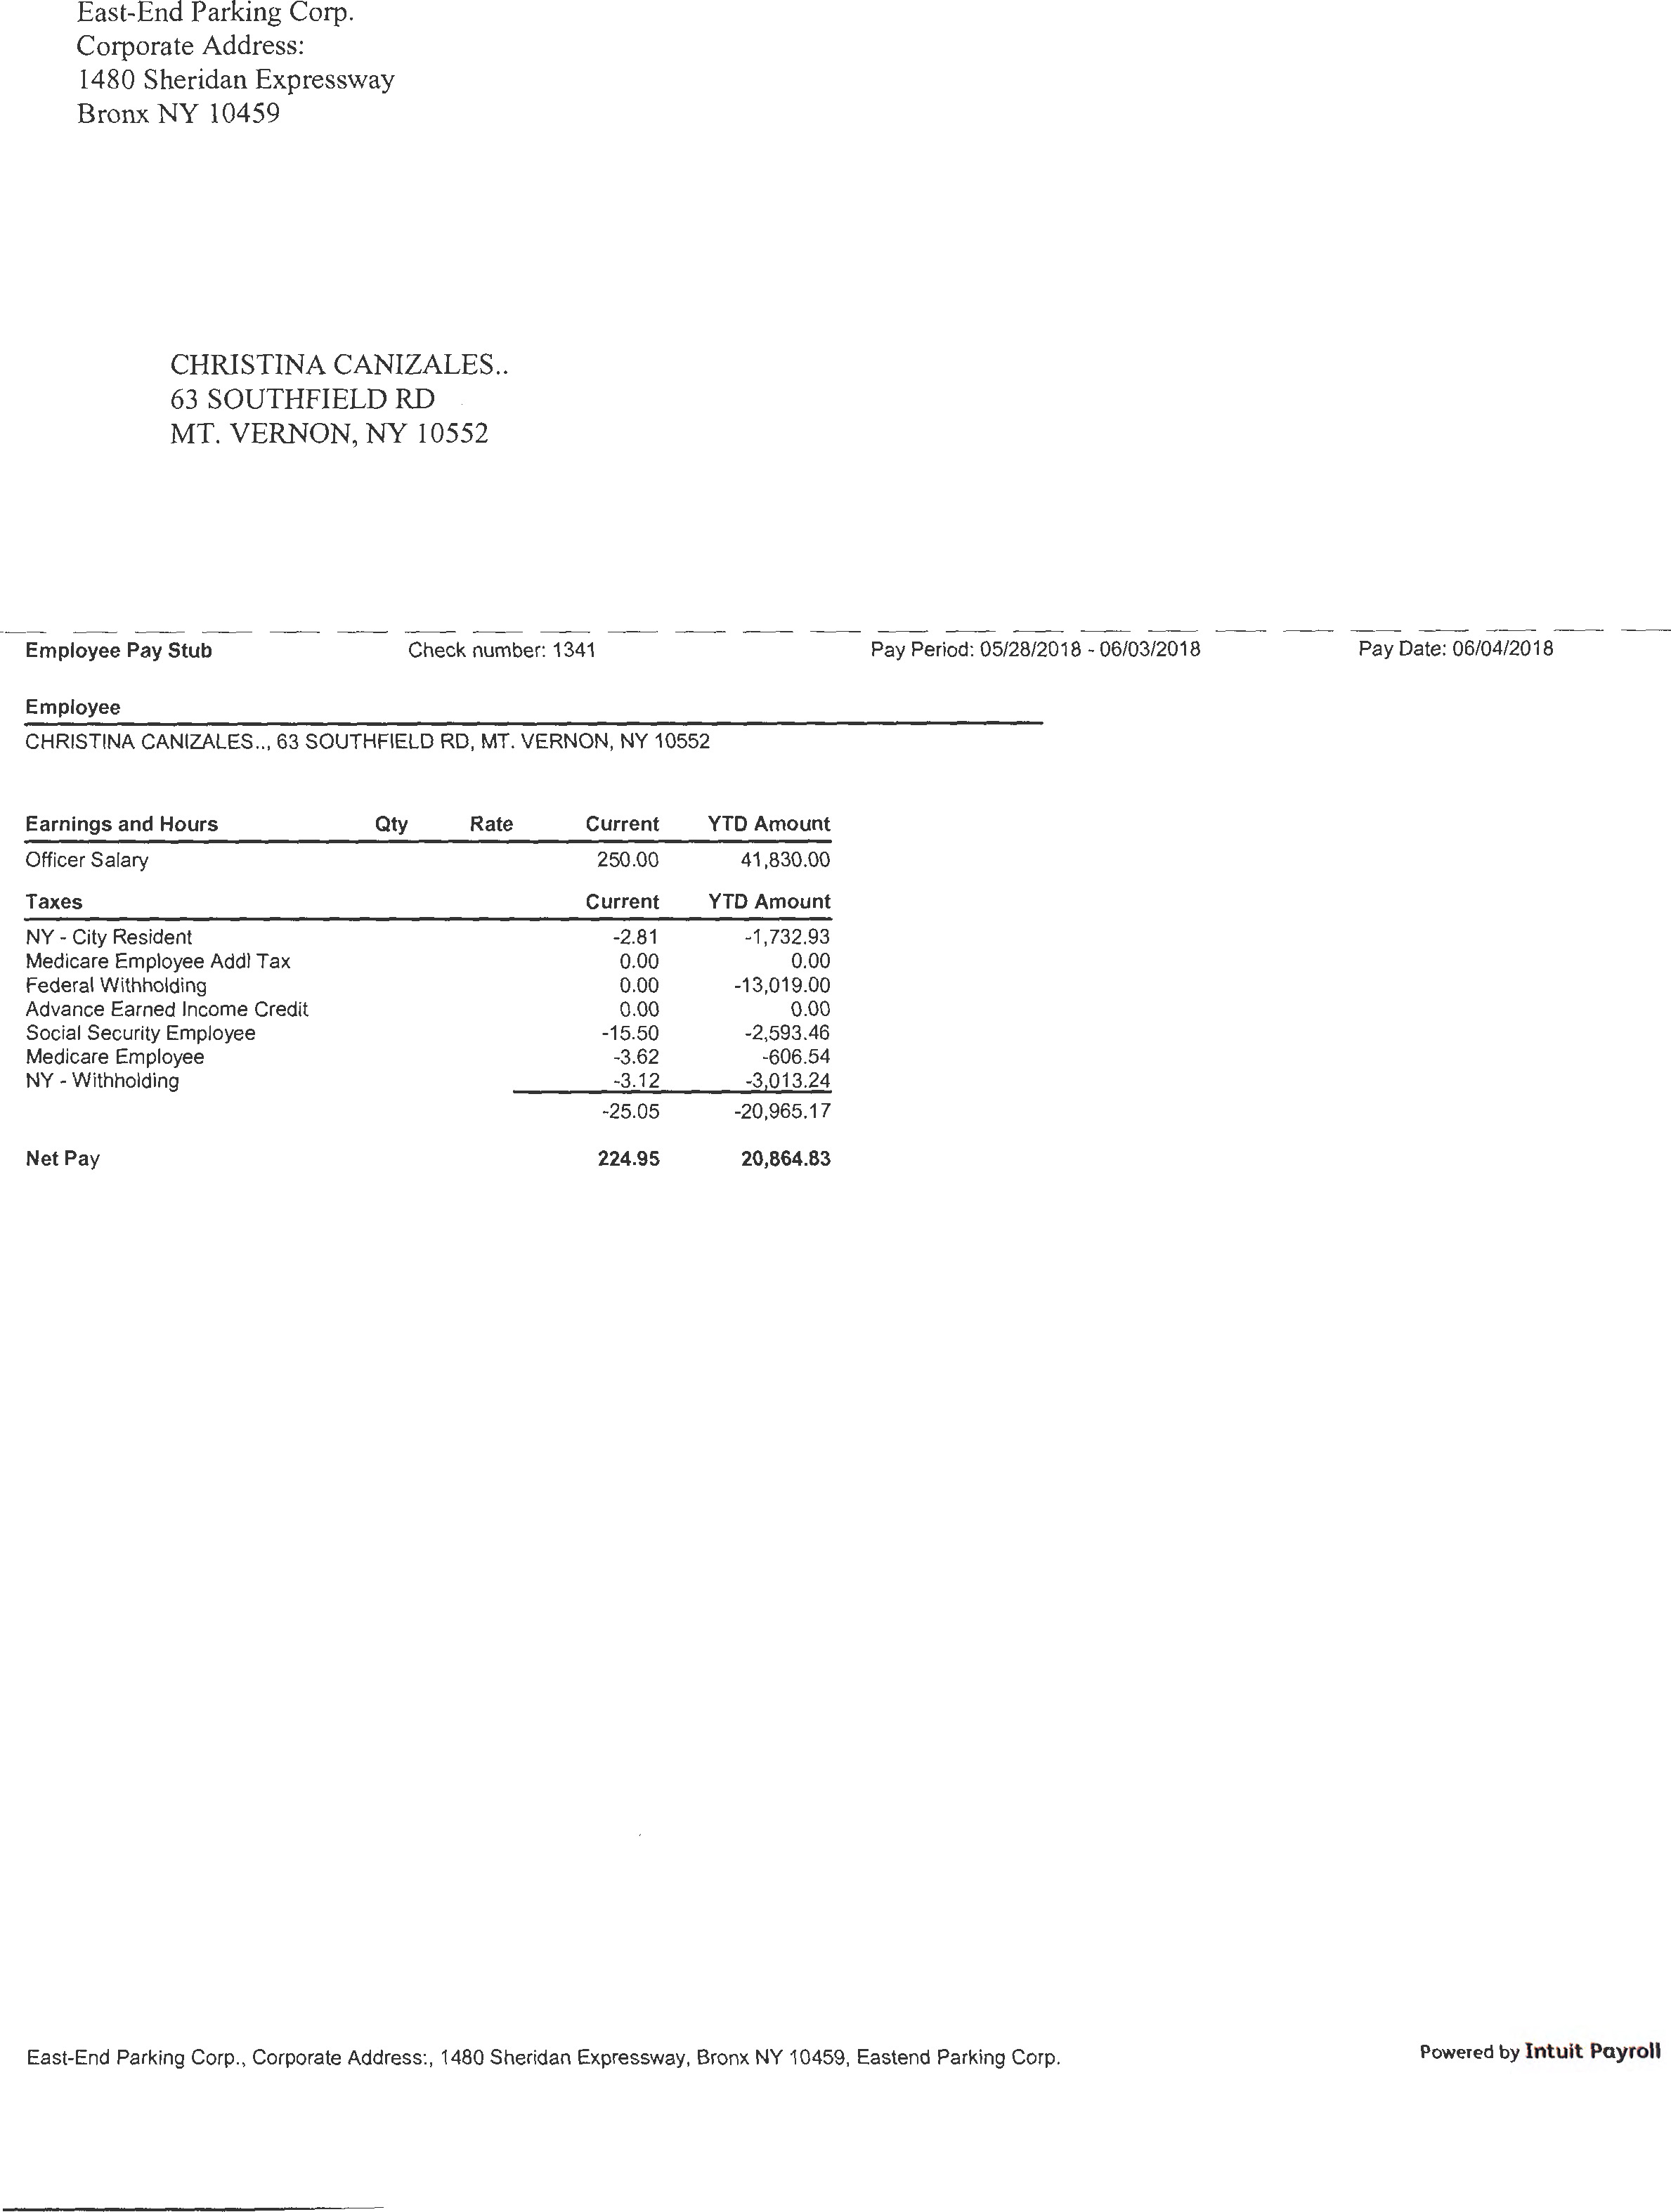 East-End Parking Corp.
Corporate Address:
1480 Sheridan Expressway
Bronx NY 10459
CHRISTINA CANIZALES..
63 SOUTHFIELD RD
MT. VERNON, NY 10552
Employee Pay Stub Check number: 1341 Pay Period: 05/28/2018 - 06/03/2018 Pay Date: 06/04/2018
Employee
CHRISTINA CANIZALES.., 63 SOUTHFIELD RD, MT. VERNON, NY 10552
Earnings and Hours Qty Rate Current YTD Amount
Officer Salary 250.00 41,830.00
Taxes Current YTD Amount
NY - City Resident -2.81 -1,732.93
Medicare Employee Addl Tax 0.00 0.00
Federal Withholding 0.00 -13,019.00
Advance Earned Income Credit 0.00 0.00
Social Security Employee -15.50 -2,593.46
Medicare Employee -3.62 -606.54
NY - Withholding -3.12 -3,013.24
-25.05 -20,965.17
Net Pay 224.95 20,864.83
East-End Parking Corp., Corporate Address:, 1480 Sheridan Expressway, Bronx NY 10459, Eastend Parking Corp. Powered by Intuit Payroll